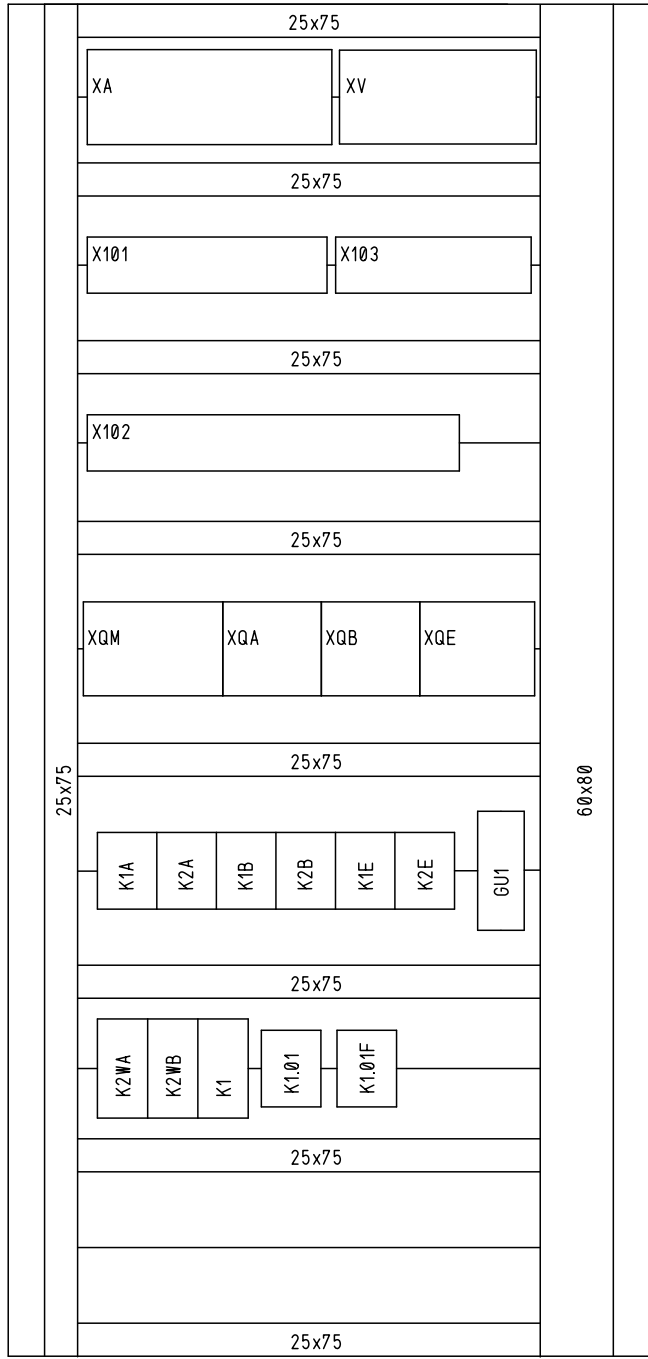 25x75
XA XV
25x75
X101 X103
25x75
X102
25x75
XQM XQA XQB XQE
25x75
25x75
60x80
K1A K2A K1B K2B K1E K2E GU1
25x75
K2WA K2WB K1 K1.01 K1.01F
25x75
25x75